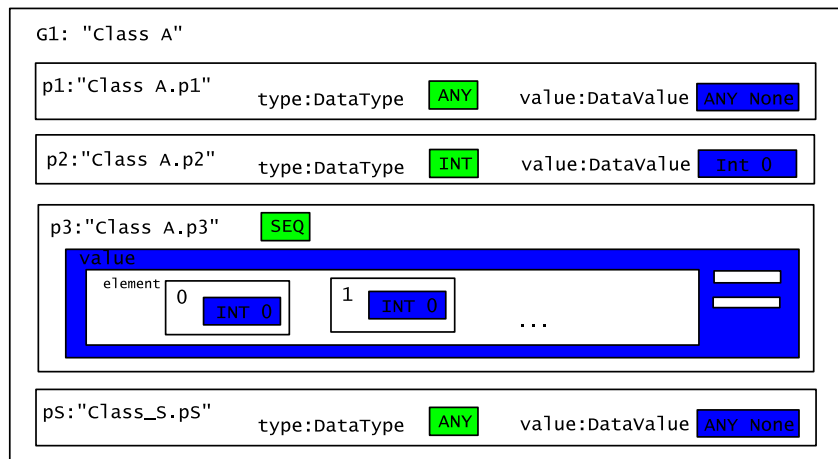 G1: "Class A"
p1:"Class A.p1" type:DataType ANY value:DataValue ANY None
p2:"Class A.p2" type:DataType INT value:DataValue Int 0
p3:"Class A.p3" SEQ
value
element 0 INT 0 1 INT 0 ...
pS:"Class_S.pS" type:DataType ANY value:DataValue ANY None